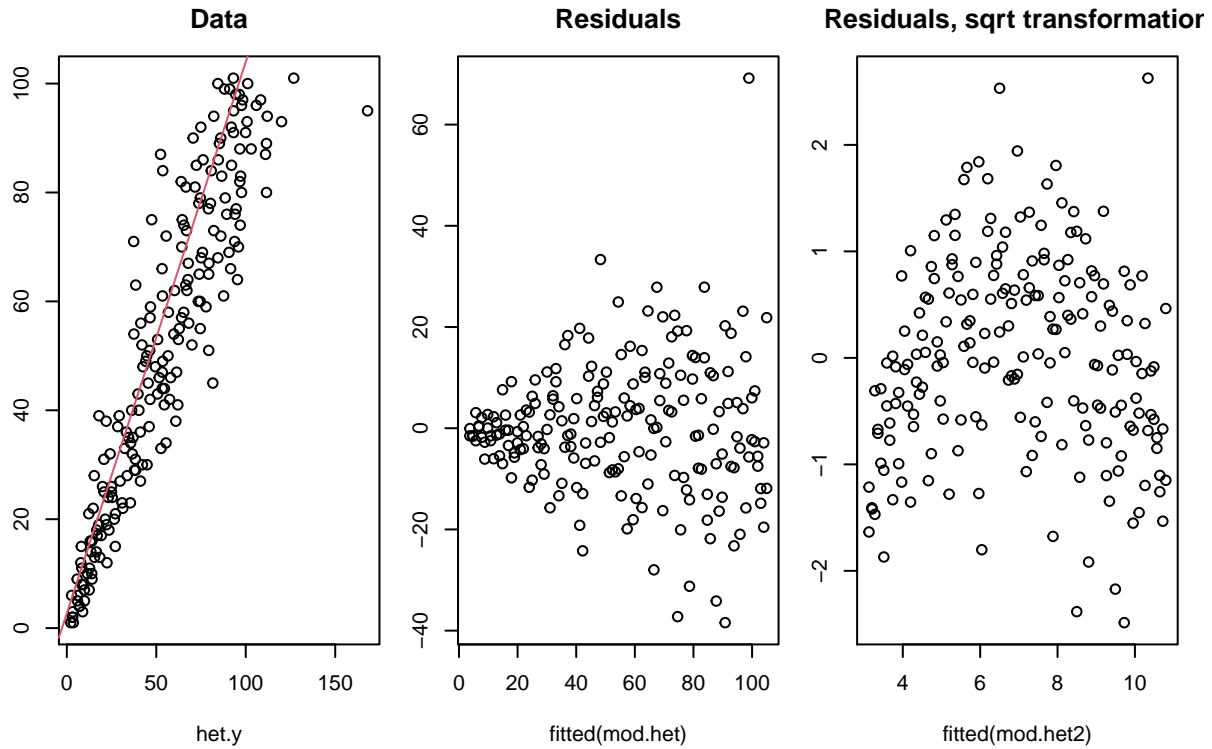 Data
Residuals
Residuals, sqrt transformation
100
80
60
40
20
0
0 50 100 150
het.y
60
40
20
0
−20
−40
0 20 40 60 80 100
fitted(mod.het)
2
1
0
−1
−2
4 6 8 10
fitted(mod.het2)